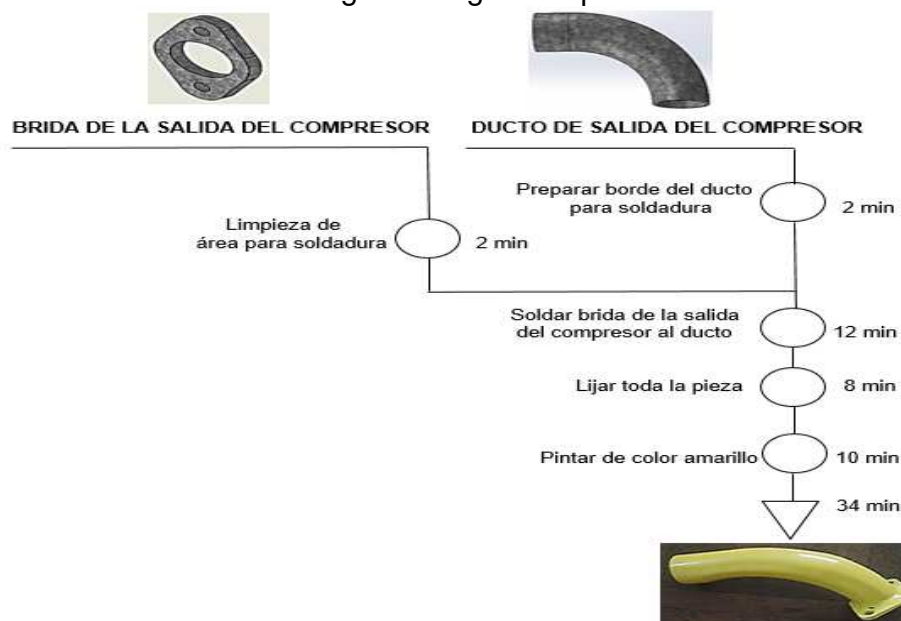 BRIDA DE LA SALIDA DEL COMPRESOR
DUCTO DE SALIDA DEL COMPRESOR
Preparar borde del ducto
para soldadura
2 min
Limpieza de
área para soldadura
2 min
Soldar brida de la salida
del compresor al ducto
12 min
Lijar toda la pieza
8 min
Pintar de color amarillo
10 min
34 min